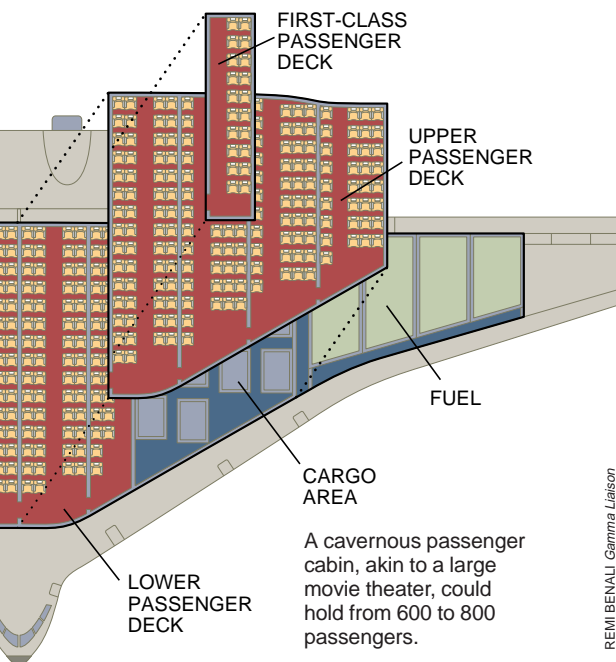 FIRST-CLASS
PASSENGER
DECK
UPPER
PASSENGER
DECK
FUEL
CARGO
AREA
A cavernous passenger
cabin, akin to a large
movie theater, could
hold from 600 to 800
passengers.
LOWER
PASSENGER
DECK
REMI BENALI Gamma Liaison